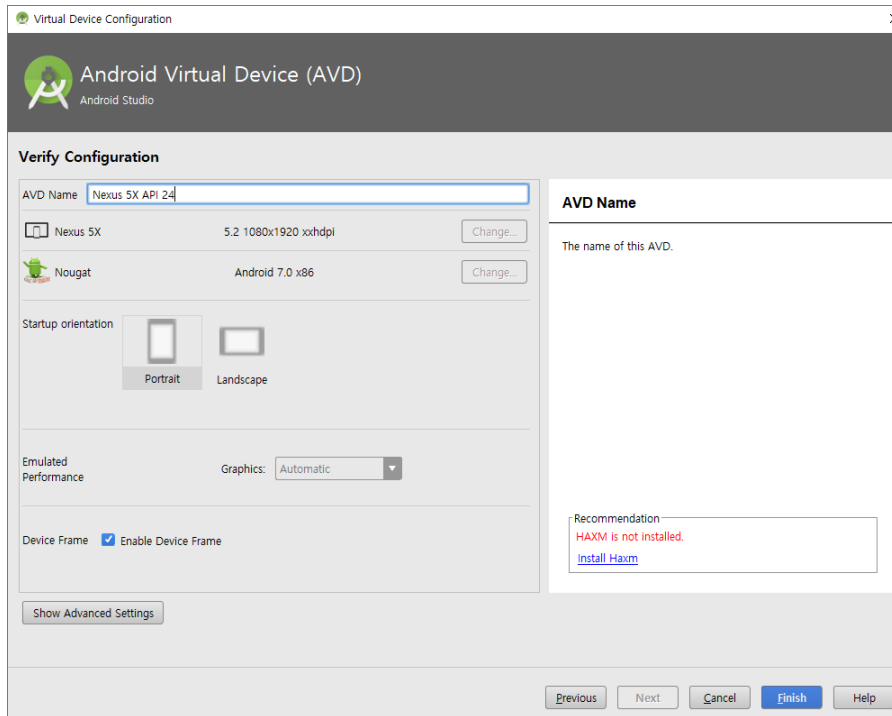 Virtual Device Configuration
Android Virtual Device (AVD)
Android Studio
Verify Configuration
AVD Name Nexus 5X API 24
Nexus 5X 5.2 1080x1920 xxhdpi Change...
Nougat Android 7.0 x86 Change...
Startup orientation
Portrait Landscape
Emulated
Performance
Graphics: Automatic
Device Frame Enable Device Frame
Show Advanced Settings
AVD Name
The name of this AVD.
Recommendation
HAXM is not installed.
Install Haxm
Previous Next Cancel Finish Help